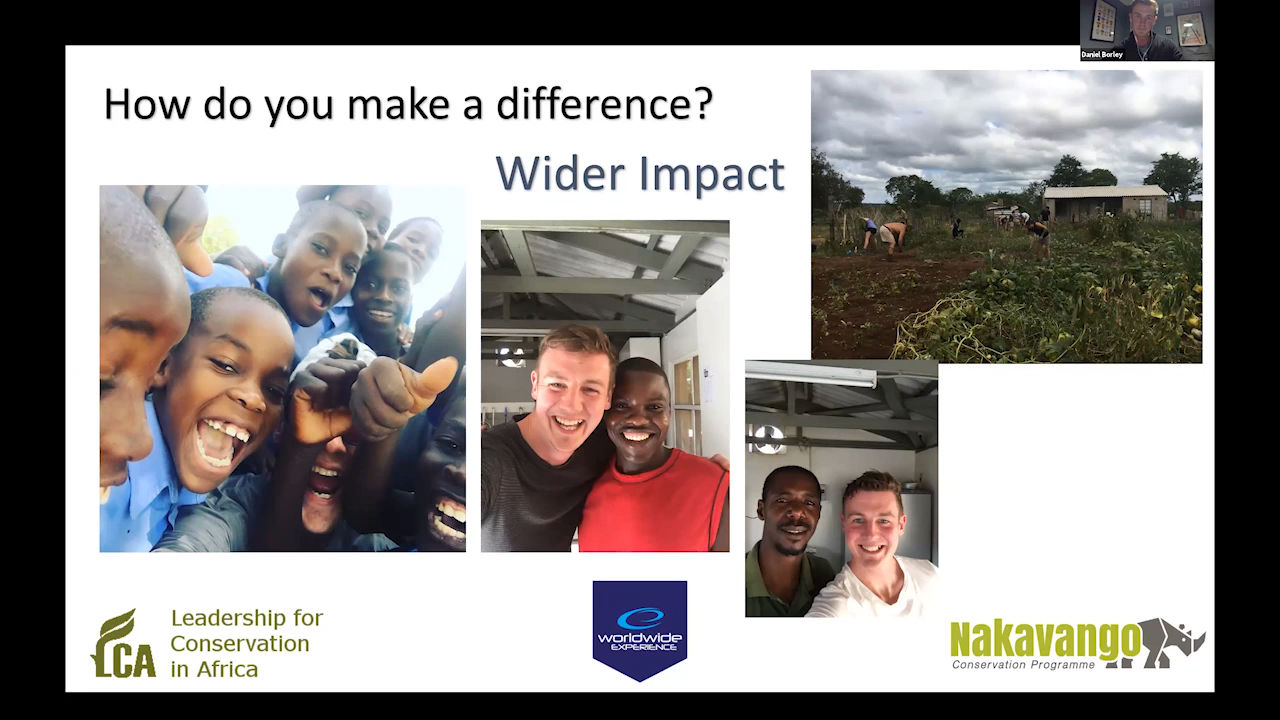 Daniel Borley
How do you make a difference?
Wider Impact
LCA
Leadership for
Conservation
in Africa
worldwide
EXPERIENCE
Nakavango
Conservation Programme